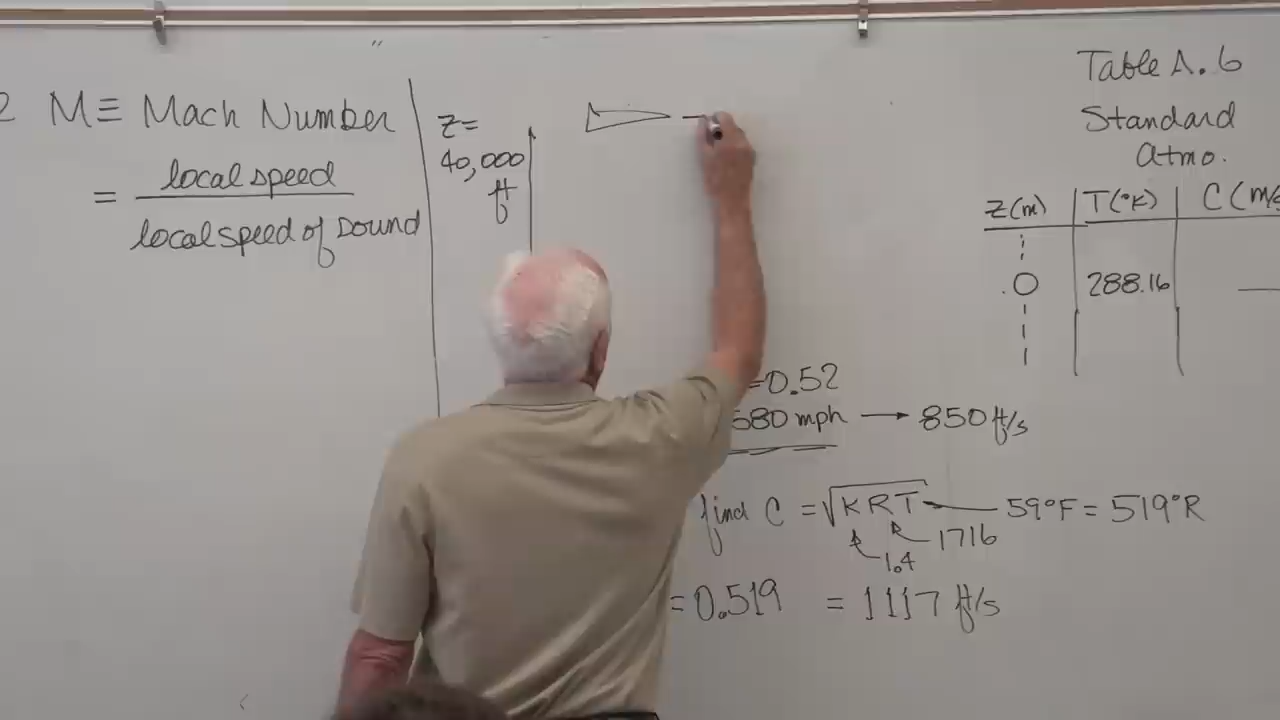 2 M≡ Mach Number
= local speed
local speed of sound
Z=
40,000
ft
Table A.6
Standard
Atmo.
Z(m) T(°K) C(m/s
0 288.16
=0.52
580 mph → 850 ft/s
find C = √KRT 59°F = 519°R
1716
1.4
=0.519 = 1117 ft/s